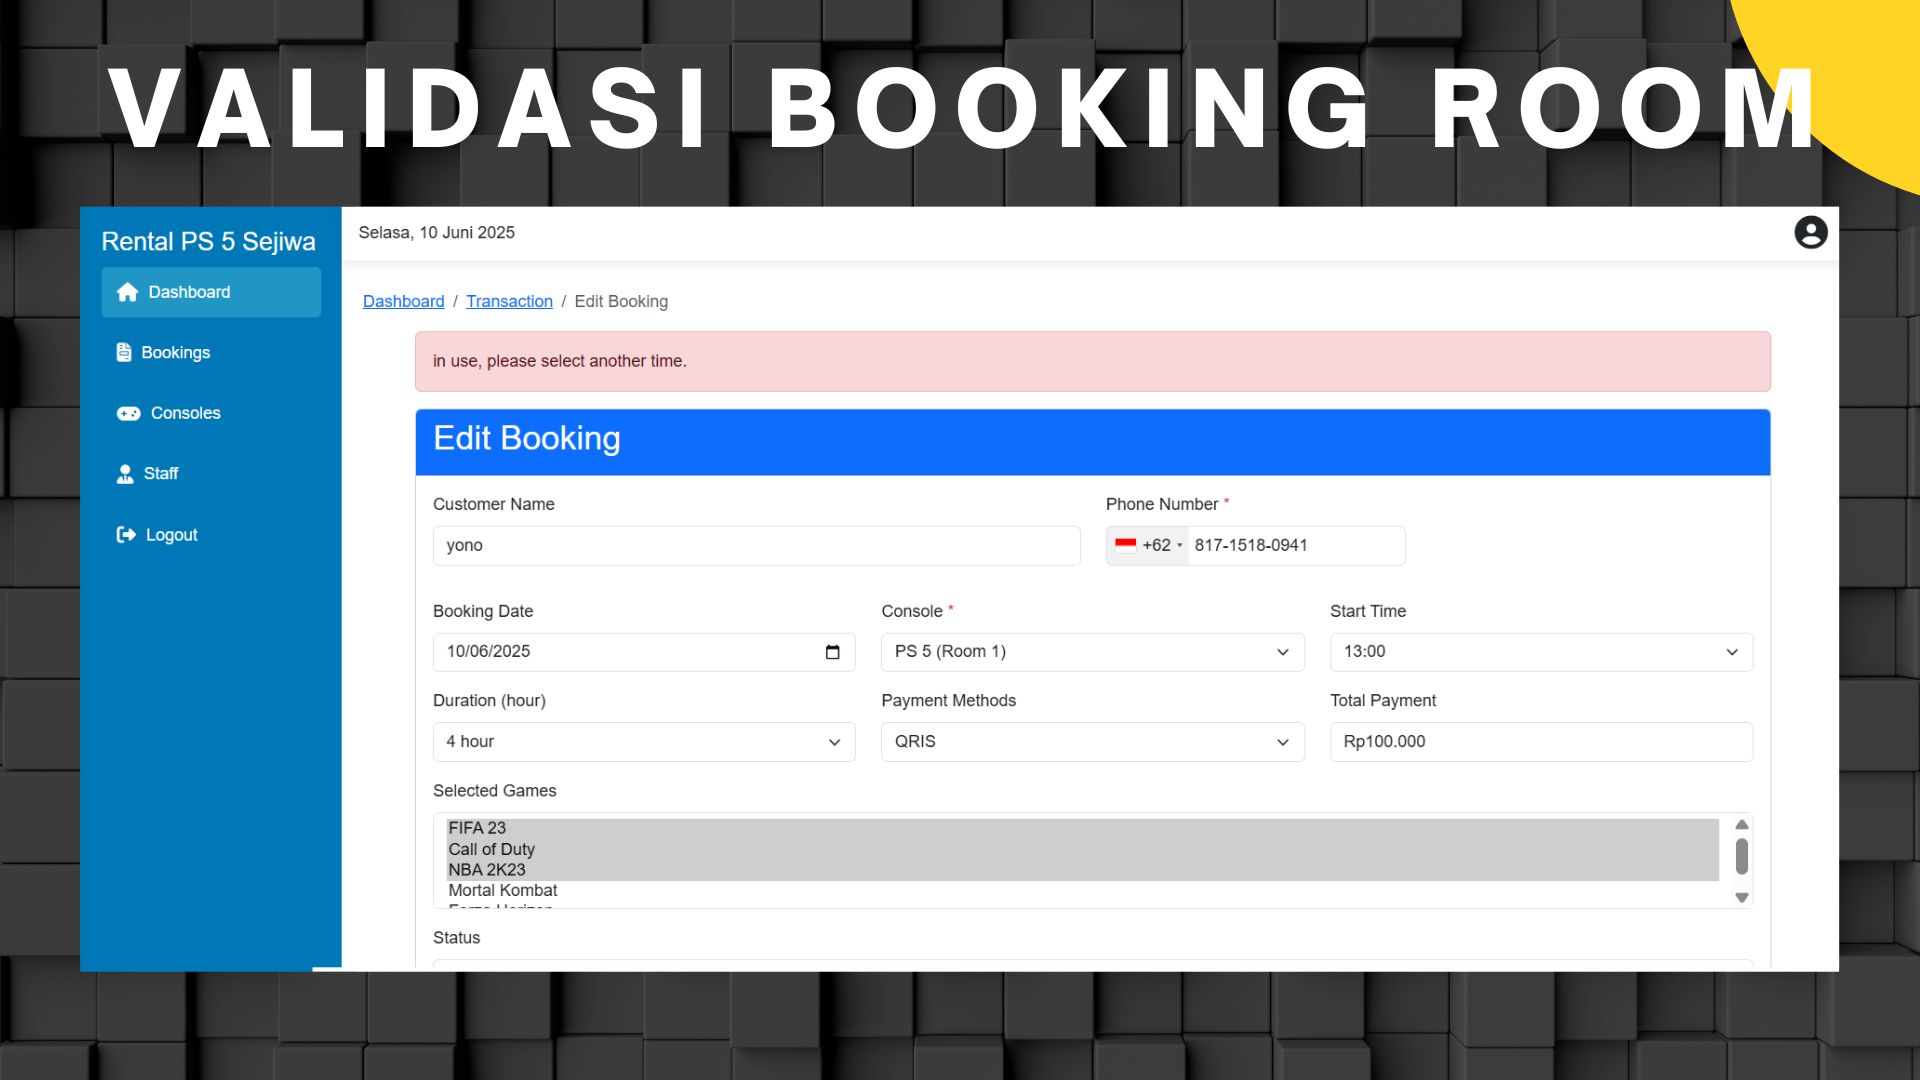 VALIDASI BOOKING ROOM
Rental PS 5 Sejiwa
Dashboard
Bookings
Consoles
Staff
Logout
Selasa, 10 Juni 2025
Dashboard / Transaction / Edit Booking
in use, please select another time.
Edit Booking
Customer Name
yono
Phone Number *
+62 817-1518-0941
Booking Date
10/06/2025
Console *
PS 5 (Room 1)
Start Time
13:00
Duration (hour)
4 hour
Payment Methods
QRIS
Total Payment
Rp100.000
Selected Games
FIFA 23
Call of Duty
NBA 2K23
Mortal Kombat
Status